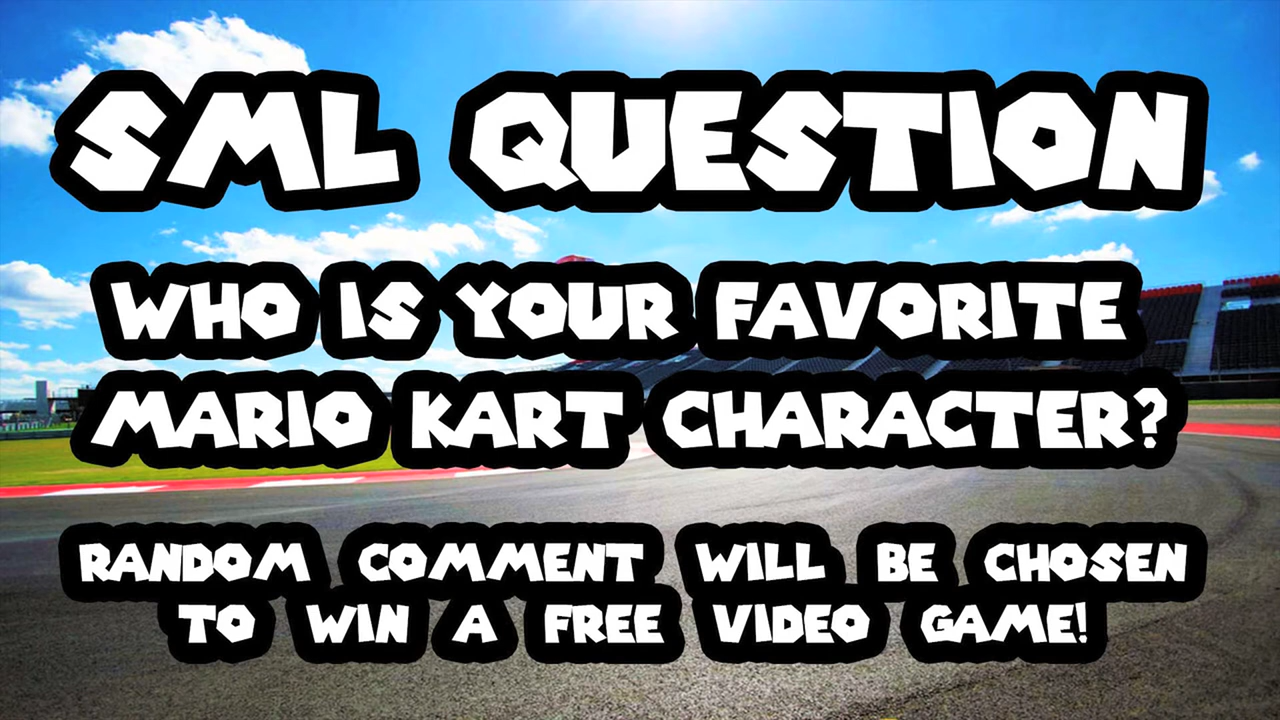 SML QUESTION
WHO IS YOUR FAVORITE
MARIO KART CHARACTER?
RANDOM COMMENT WILL BE CHOSEN
TO WIN A FREE VIDEO GAME!